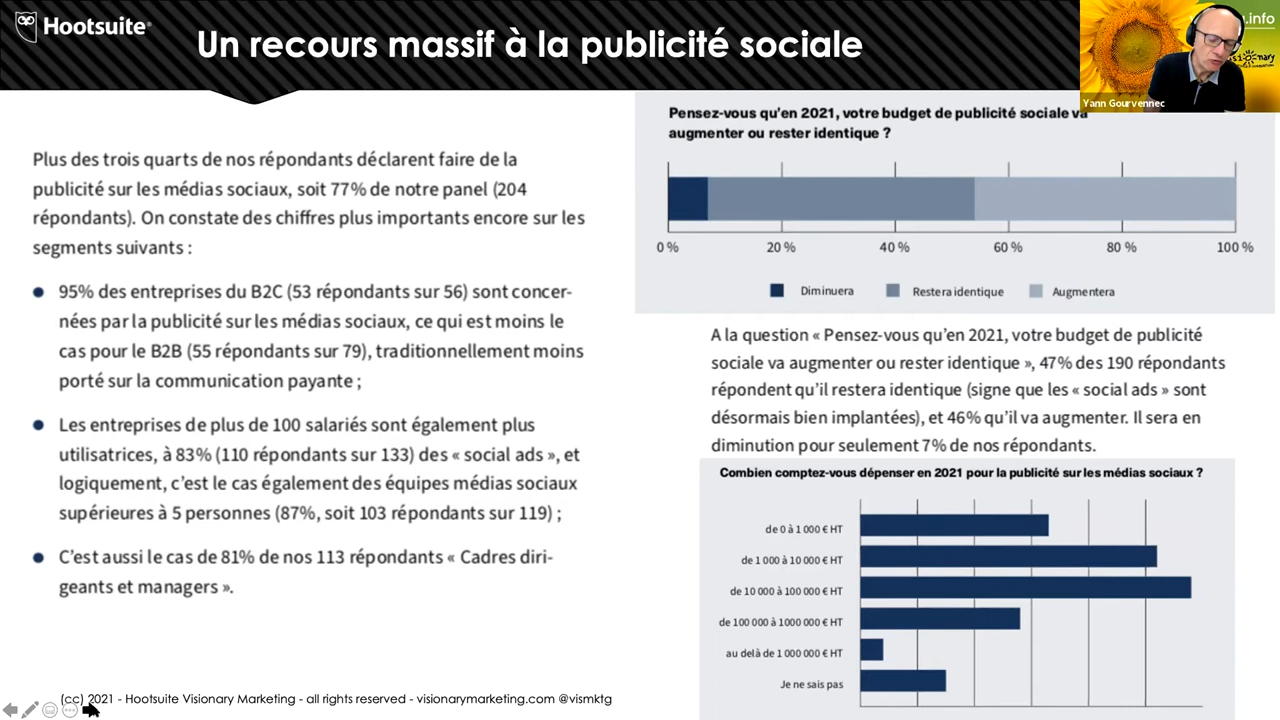 Hootsuite
Un recours massif à la publicité sociale
.info
Yann Gourvennec
Plus des trois quarts de nos répondants déclarent faire de la
publicité sur les médias sociaux, soit 77% de notre panel (204
répondants). On constate des chiffres plus importants encore sur les
segments suivants :
95% des entreprises du B2C (53 répondants sur 56) sont concer-
nées par la publicité sur les médias sociaux, ce qui est moins le
cas pour le B2B (55 répondants sur 79), traditionnellement moins
porté sur la communication payante ;
Les entreprises de plus de 100 salariés sont également plus
utilisatrices, à 83% (110 répondants sur 133) des « social ads », et
logiquement, c’est le cas également des équipes médias sociaux
supérieures à 5 personnes (87%, soit 103 répondants sur 119) ;
C’est aussi le cas de 81% de nos 113 répondants « Cadres diri-
geants et managers ».
Pensez-vous qu’en 2021, votre budget de publicité sociale va
augmenter ou rester identique ?
0 % 20 % 40 % 60 % 80 % 100 %
Diminuera Restera identique Augmentera
A la question « Pensez-vous qu’en 2021, votre budget de publicité
sociale va augmenter ou rester identique », 47% des 190 répondants
répondent qu’il restera identique (signe que les « social ads » sont
désormais bien implantées), et 46% qu’il va augmenter. Il sera en
diminution pour seulement 7% de nos répondants.
Combien comptez-vous dépenser en 2021 pour la publicité sur les médias sociaux ?
de 0 à 1 000 € HT
de 1 000 à 10 000 € HT
de 10 000 à 100 000 € HT
de 100 000 à 1000 000 € HT
au delà de 1 000 000 € HT
Je ne sais pas
(cc) 2021 - Hootsuite Visionary Marketing - all rights reserved - visionarymarketing.com @vismktg